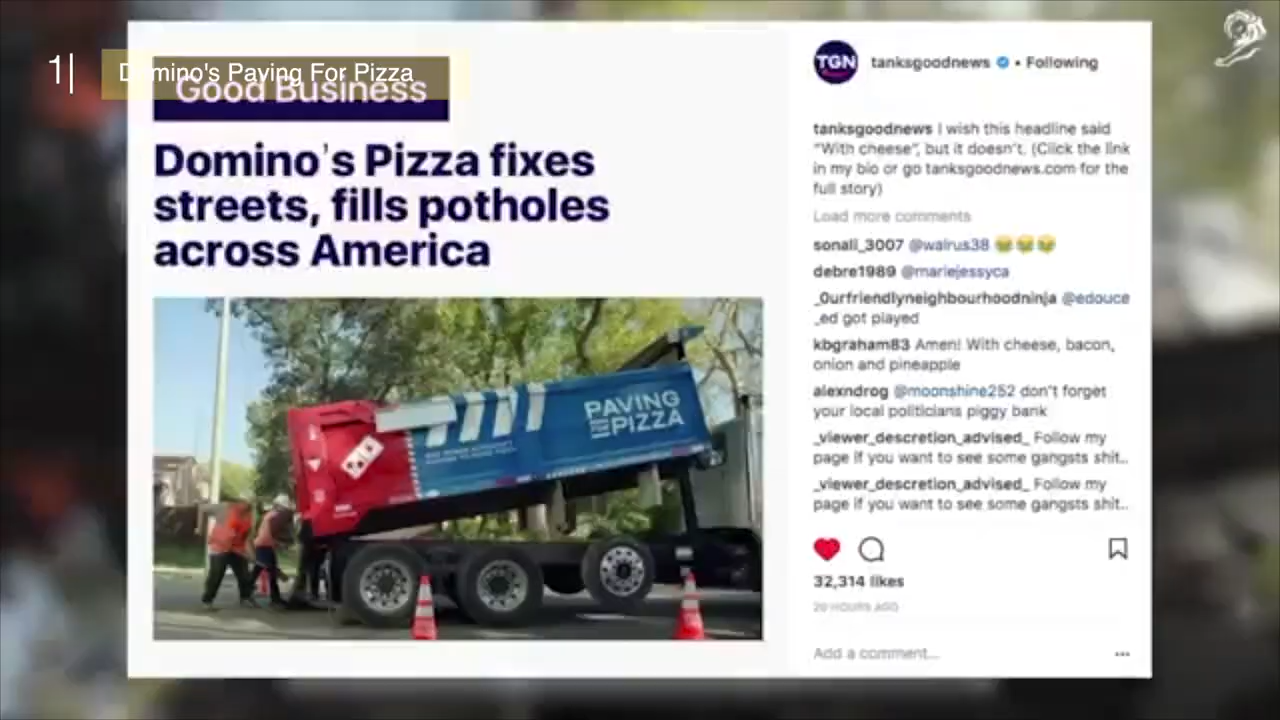 1|
Domino's Paving For Pizza
Good Business
Domino's Pizza fixes
streets, fills potholes
across America
PAVING
FOR
PIZZA
TGN
tanksgoodnews • Following
tanksgoodnews I wish this headline said
"With cheese", but it doesn't. (Click the link
in my bio or go tanksgoodnews.com for the
full story)
Load more comments
sonali_3007 @walrus38
debre1989 @mariejessyca
_0urfriendlyneighbourhoodninja @edouce
_ed got played
kbgraham83 Amen! With cheese, bacon,
onion and pineapple
alexndrog @moonshine252 don't forget
your local politicians piggy bank
_viewer_descretion_advised_ Follow my
page if you want to see some gangsts shit..
_viewer_descretion_advised_ Follow my
page if you want to see some gangsts shit..
32,314 likes
20 HOURS AGO
Add a comment...